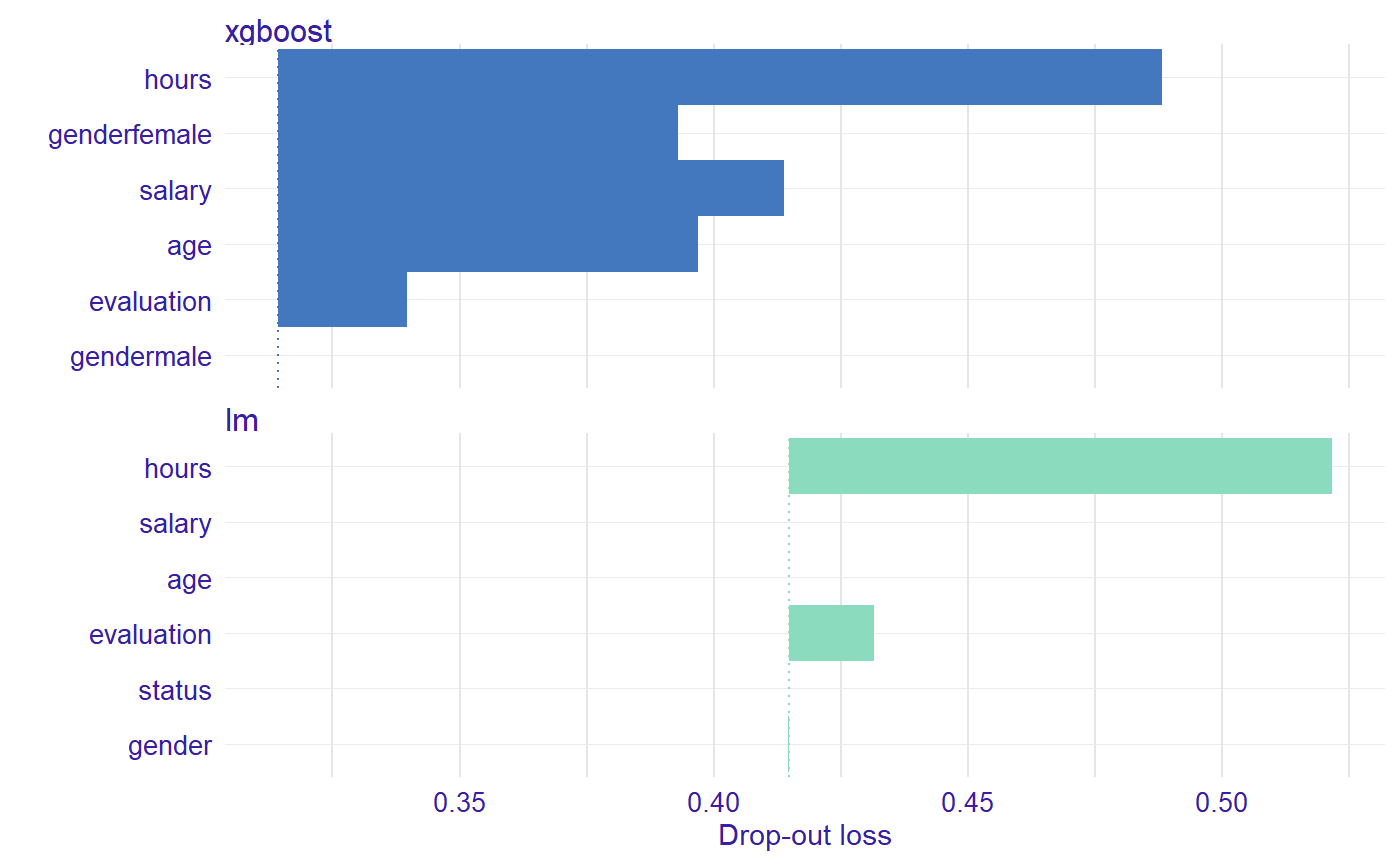 xgboost
hours
genderfemale
salary
age
evaluation
gendermale
lm
hours
salary
age
evaluation
status
gender
0.35 0.40 0.45 0.50
Drop-out loss